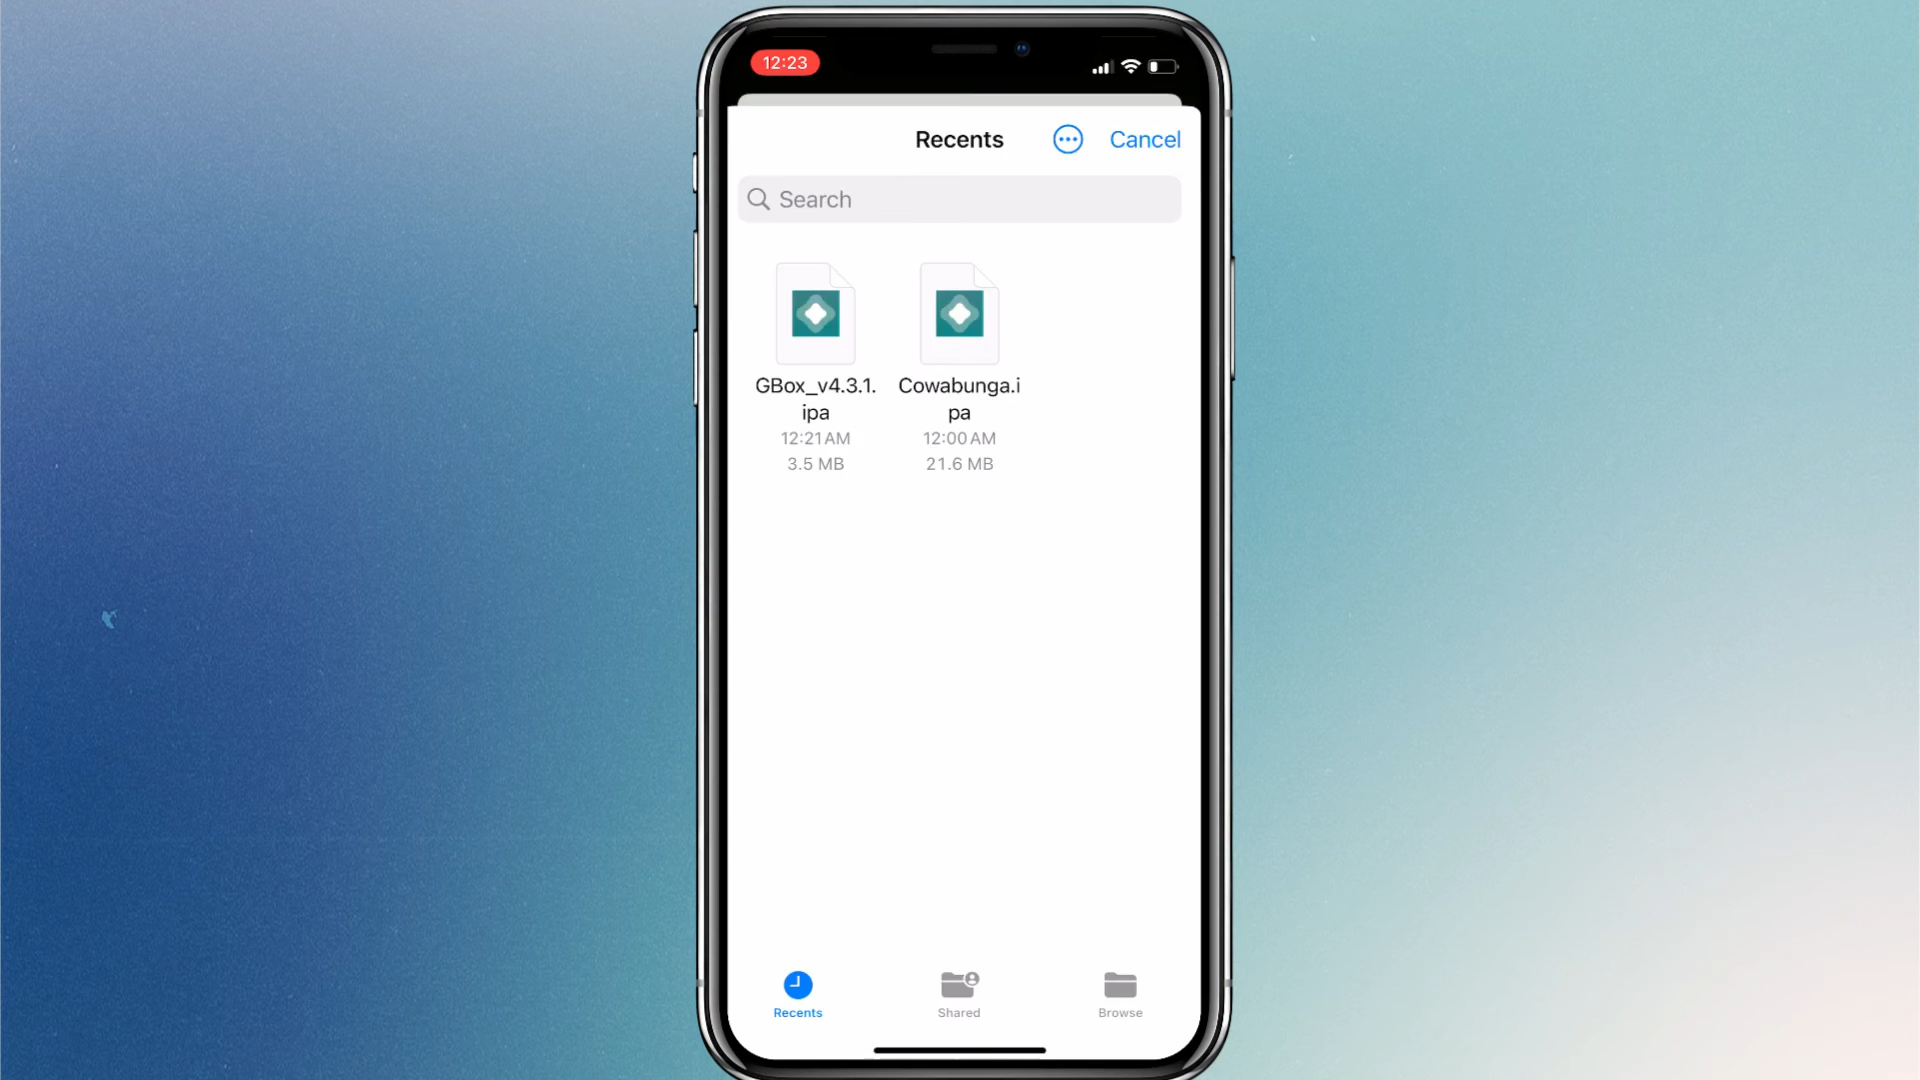 12:23
Recents
Cancel
Search
GBox_v4.3.1.
ipa
12:21 AM
3.5 MB
Cowabunga.i
pa
12:00 AM
21.6 MB
Recents
Shared
Browse